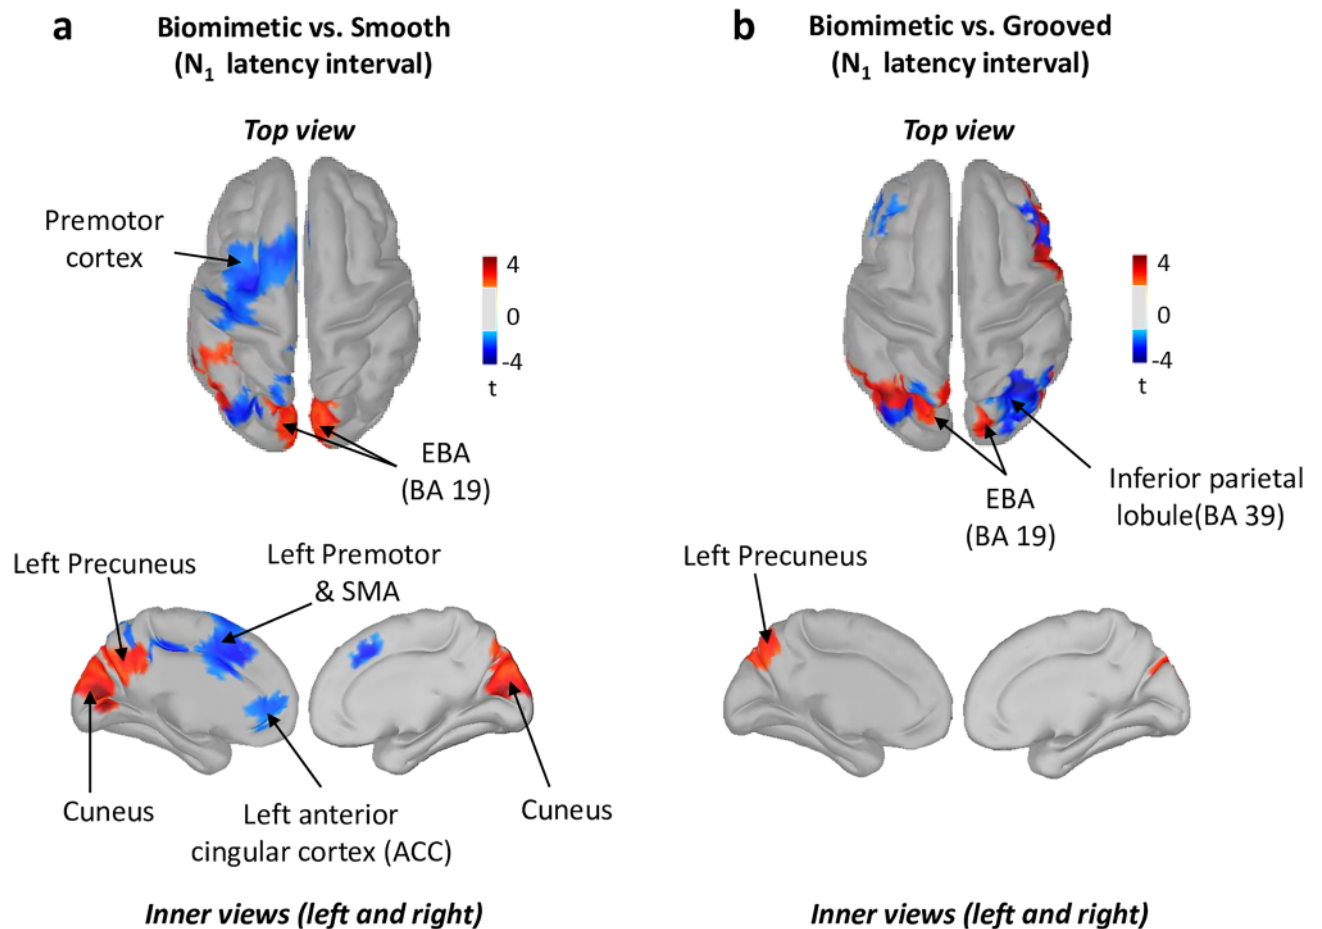 a
Biomimetic vs. Smooth
(N1 latency interval)
Top view
Premotor
cortex
4
0
-4
t
EBA
(BA 19)
Left Precuneus
Left Premotor
& SMA
Cuneus
Left anterior
cingular cortex (ACC)
Cuneus
Inner views (left and right)
b
Biomimetic vs. Grooved
(N1 latency interval)
Top view
4
0
-4
t
EBA
(BA 19)
Inferior parietal
lobule(BA 39)
Left Precuneus
Inner views (left and right)